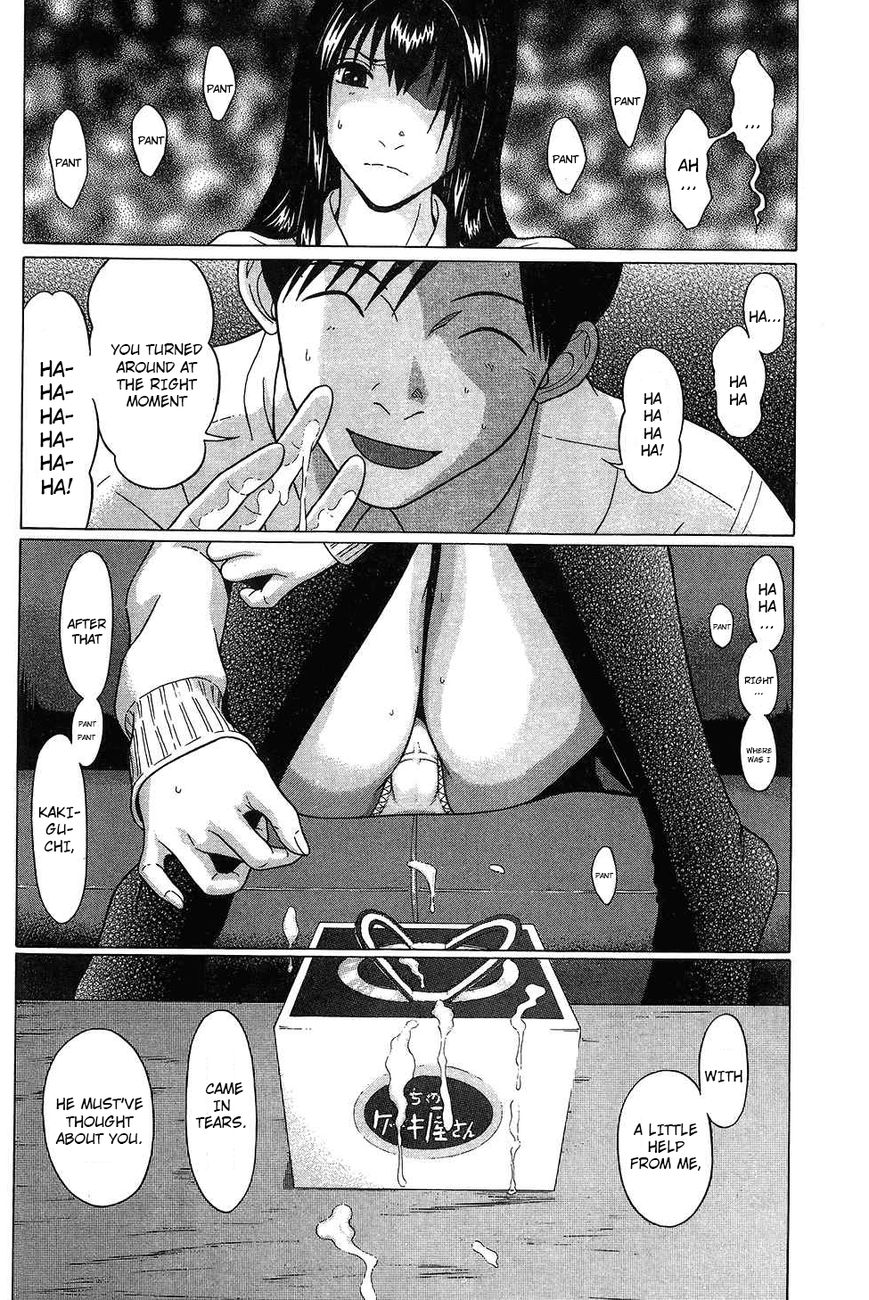 ...
AH
...
PANT
PANT
PANT
PANT
PANT
HA...
HA
HA
HA
HA
HA
HA!
YOU TURNED
AROUND AT
THE RIGHT
MOMENT
HA-
HA-
HA-
HA-
HA-
HA!
HA
HA
...
PANT
RIGHT
...
WHERE
WAS I
PANT
AFTER
THAT
PANT
PANT
KAKI-
GU-
CHI,
WITH
A LITTLE
HELP
FROM ME,
ケーキ屋さん
CAME
IN
TEARS.
HE MUST'VE
THOUGHT
ABOUT YOU.